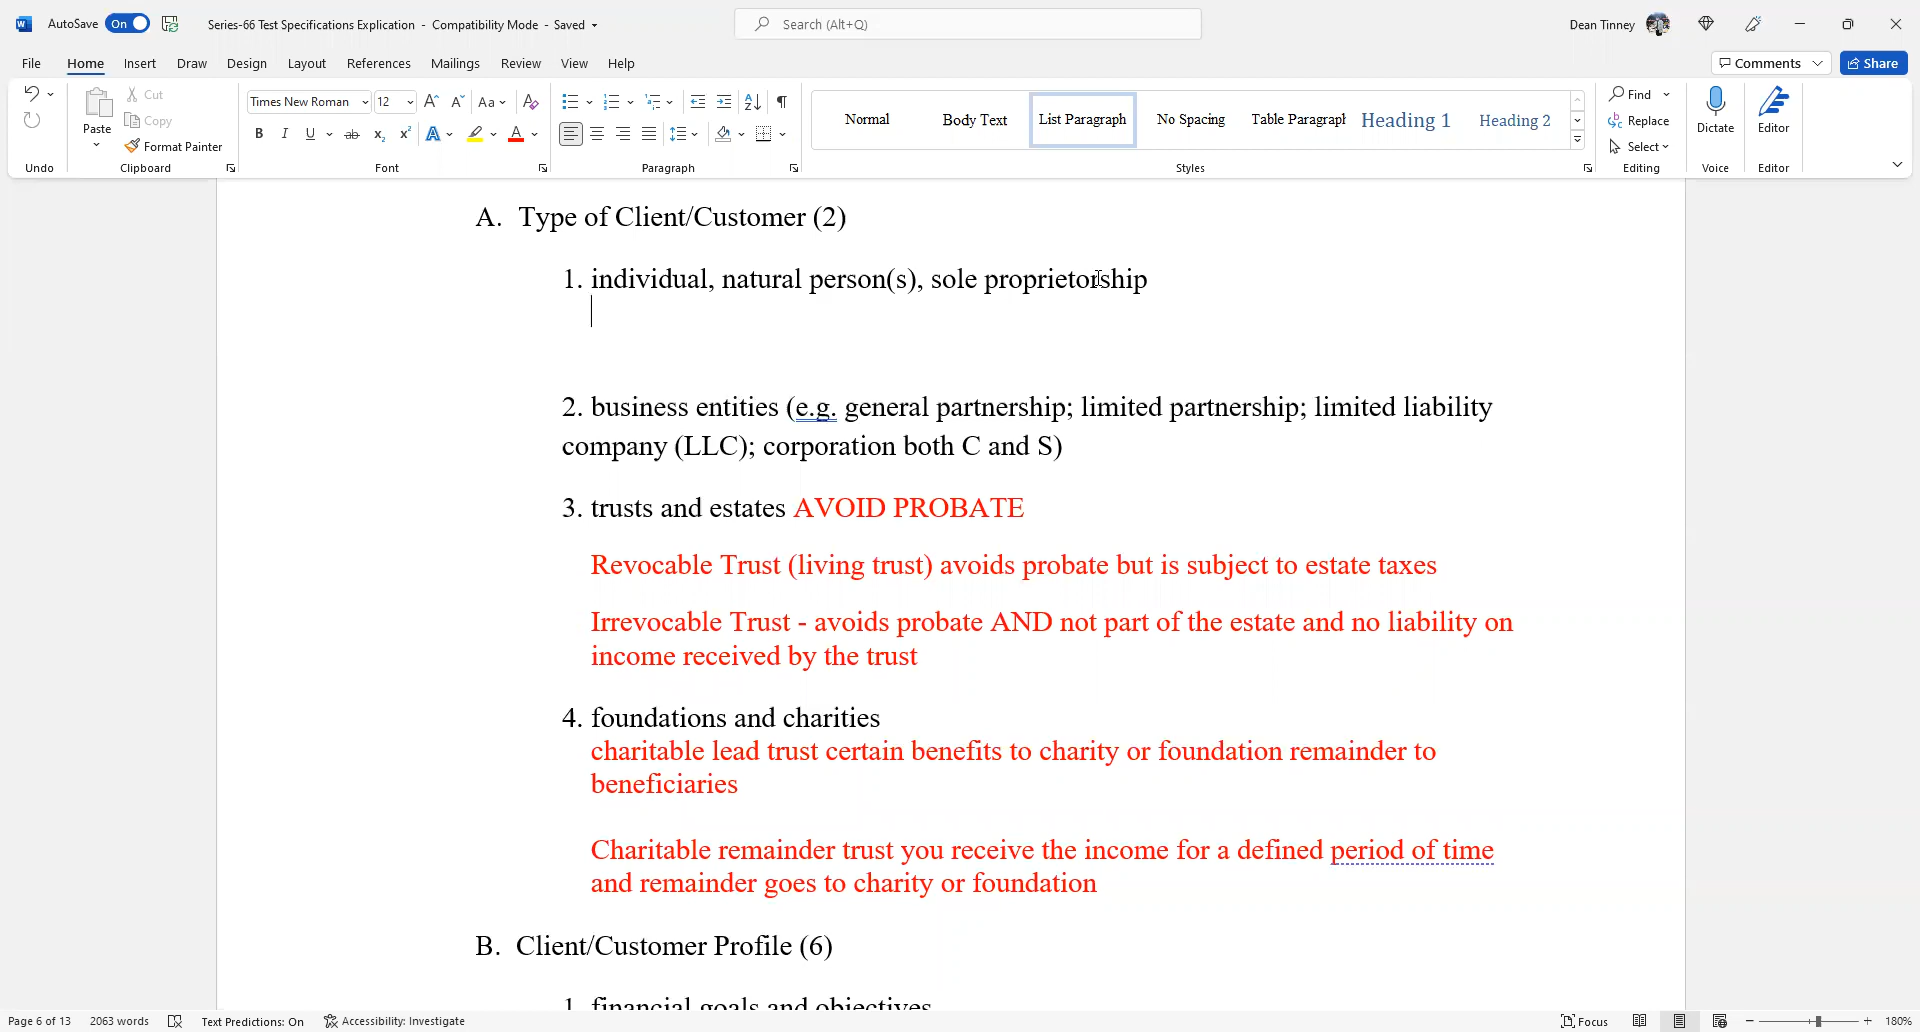 AutoSave On Series-66 Test Specifications Explication - Compatibility Mode - Saved Search (Alt+Q) Dean Tinney
File Home Insert Draw Design Layout References Mailings Review View Help Comments Share
Paste Cut Copy Format Painter
Times New Roman 12 Aa
B I U ab x₂ x² A A
Normal Body Text List Paragraph No Spacing Table Paragraph Heading 1 Heading 2
Find Replace Select Dictate Editor
Undo Clipboard Font Paragraph Styles Editing Voice Editor
A. Type of Client/Customer (2)
1. individual, natural person(s), sole proprietorship
2. business entities (e.g. general partnership; limited partnership; limited liability
company (LLC); corporation both C and S)
3. trusts and estates AVOID PROBATE
Revocable Trust (living trust) avoids probate but is subject to estate taxes
Irrevocable Trust - avoids probate AND not part of the estate and no liability on
income received by the trust
4. foundations and charities
charitable lead trust certain benefits to charity or foundation remainder to
beneficiaries
Charitable remainder trust you receive the income for a defined period of time
and remainder goes to charity or foundation
B. Client/Customer Profile (6)
1. financial goals and objectives
Page 6 of 13 2063 words Text Predictions: On Accessibility: Investigate Focus 180%